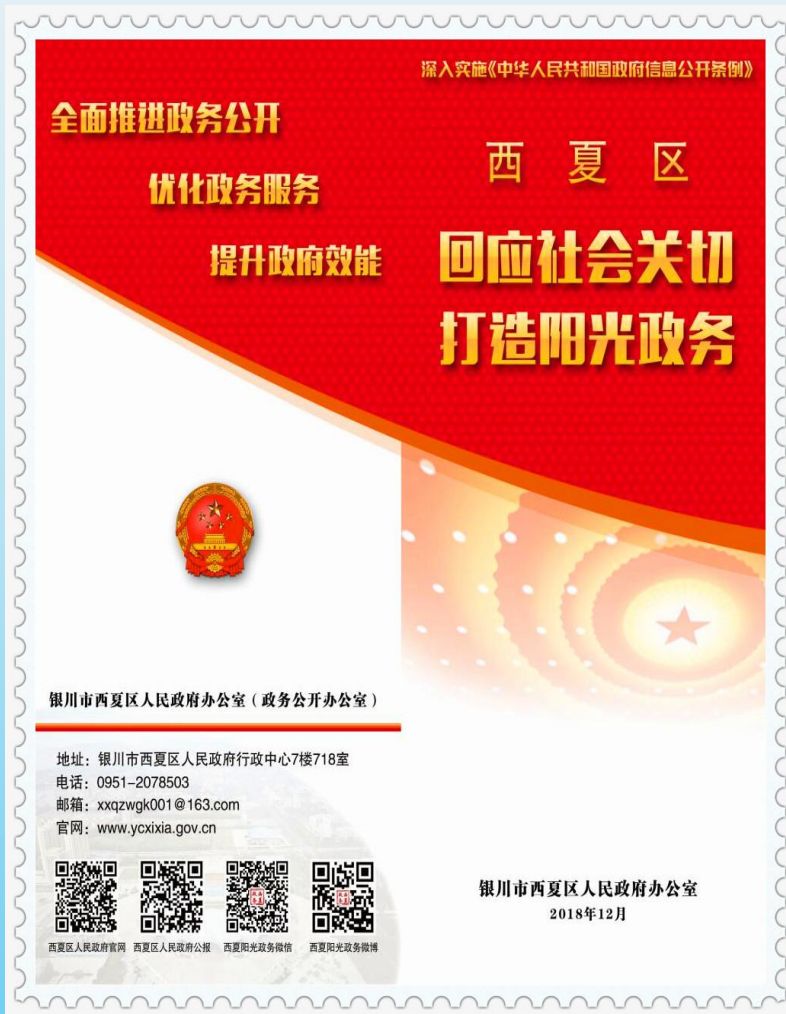 全面推进政务公开
优化政务服务
提升政府效能
银川市西夏区人民政府办公室（政务公开办公室）
地址：银川市西夏区人民政府行政中心7楼718室
电话：0951-2078503
邮箱：xxqzwgk001@163.com
官网：www.ycxixia.gov.cn
西夏区人民政府官网 西夏区人民政府公报 西夏阳光政务微信 西夏阳光政务微博
深入实施《中华人民共和国政府信息公开条例》
西夏区
回应社会关切
打造阳光政务
银川市西夏区人民政府办公室
2018年12月